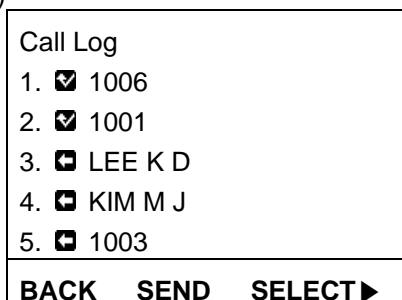 )
Call Log
1. 1006
2. 1001
3. LEE K D
4. KIM M J
5. 1003
BACK SEND SELECT▶